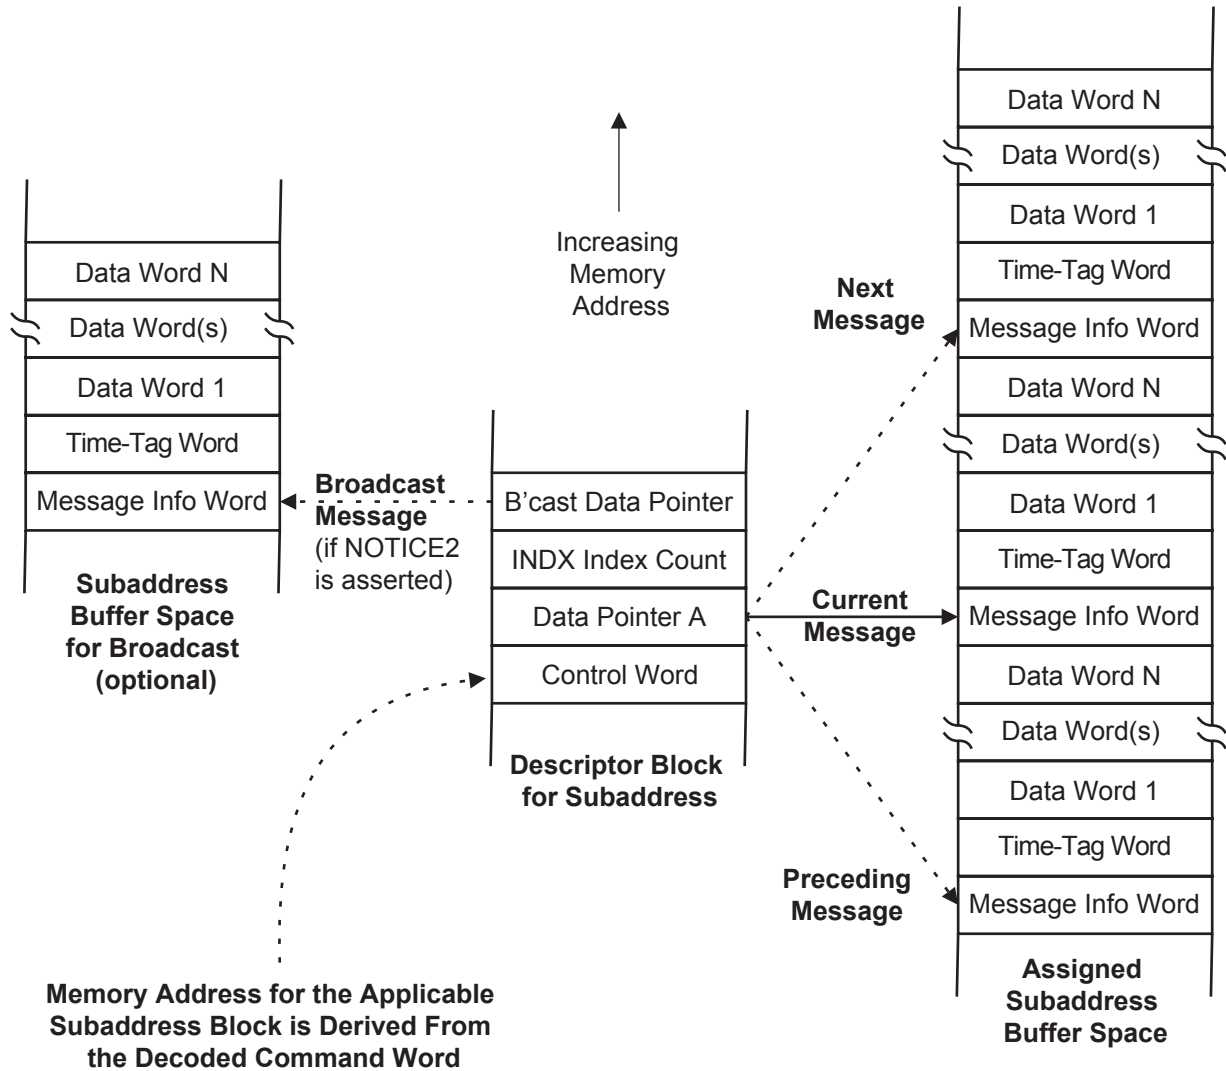 Data Word N
Data Word(s)
Data Word 1
Time-Tag Word
Message Info Word
Subaddress
Buffer Space
for Broadcast
(optional)
Broadcast
Message
(if NOTICE2
is asserted)
Increasing
Memory
Address
B'cast Data Pointer
INDX Index Count
Data Pointer A
Control Word
Descriptor Block
for Subaddress
Memory Address for the Applicable
Subaddress Block is Derived From
the Decoded Command Word
Next
Message
Current
Message
Preceding
Message
Data Word N
Data Word(s)
Data Word 1
Time-Tag Word
Message Info Word
Data Word N
Data Word(s)
Data Word 1
Time-Tag Word
Message Info Word
Data Word N
Data Word(s)
Data Word 1
Time-Tag Word
Message Info Word
Assigned
Subaddress
Buffer Space